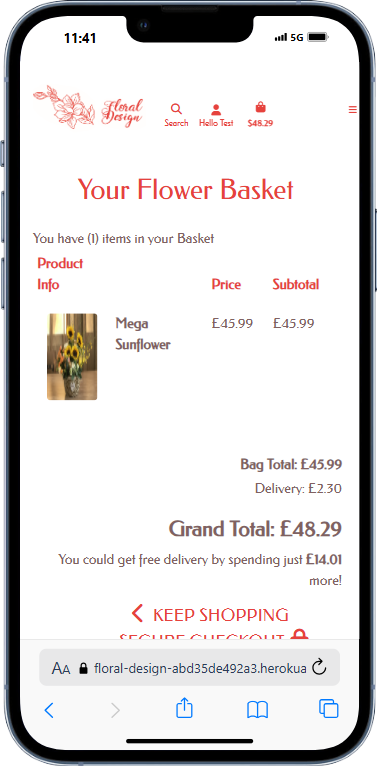 11:41
5G
Floral
Design
Search
Hello Test
$48.29
Your Flower Basket
You have (1) items in your Basket
Product
Info
Price
Subtotal
Mega
Sunflower
£45.99
£45.99
Bag Total: £45.99
Delivery: £2.30
Grand Total: £48.29
You could get free delivery by spending just £14.01
more!
KEEP SHOPPING
SECURE CHECKOUT
AA
floral-design-abd35de492a3.herokua